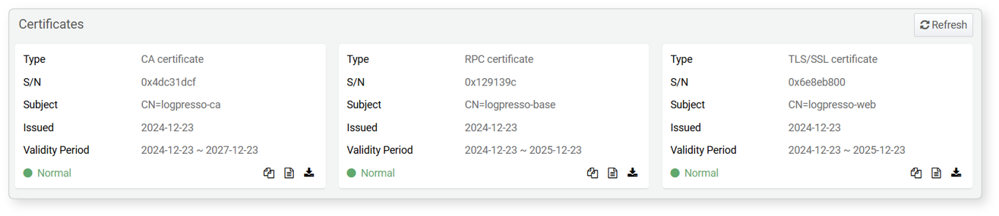 Certificates
Refresh
Type CA certificate
S/N 0x4dc31dcf
Subject CN=logpresso-ca
Issued 2024-12-23
Validity Period 2024-12-23 ~ 2027-12-23
Normal
Type RPC certificate
S/N 0x129139c
Subject CN=logpresso-base
Issued 2024-12-23
Validity Period 2024-12-23 ~ 2025-12-23
Normal
Type TLS/SSL certificate
S/N 0x6e8eb800
Subject CN=logpresso-web
Issued 2024-12-23
Validity Period 2024-12-23 ~ 2025-12-23
Normal